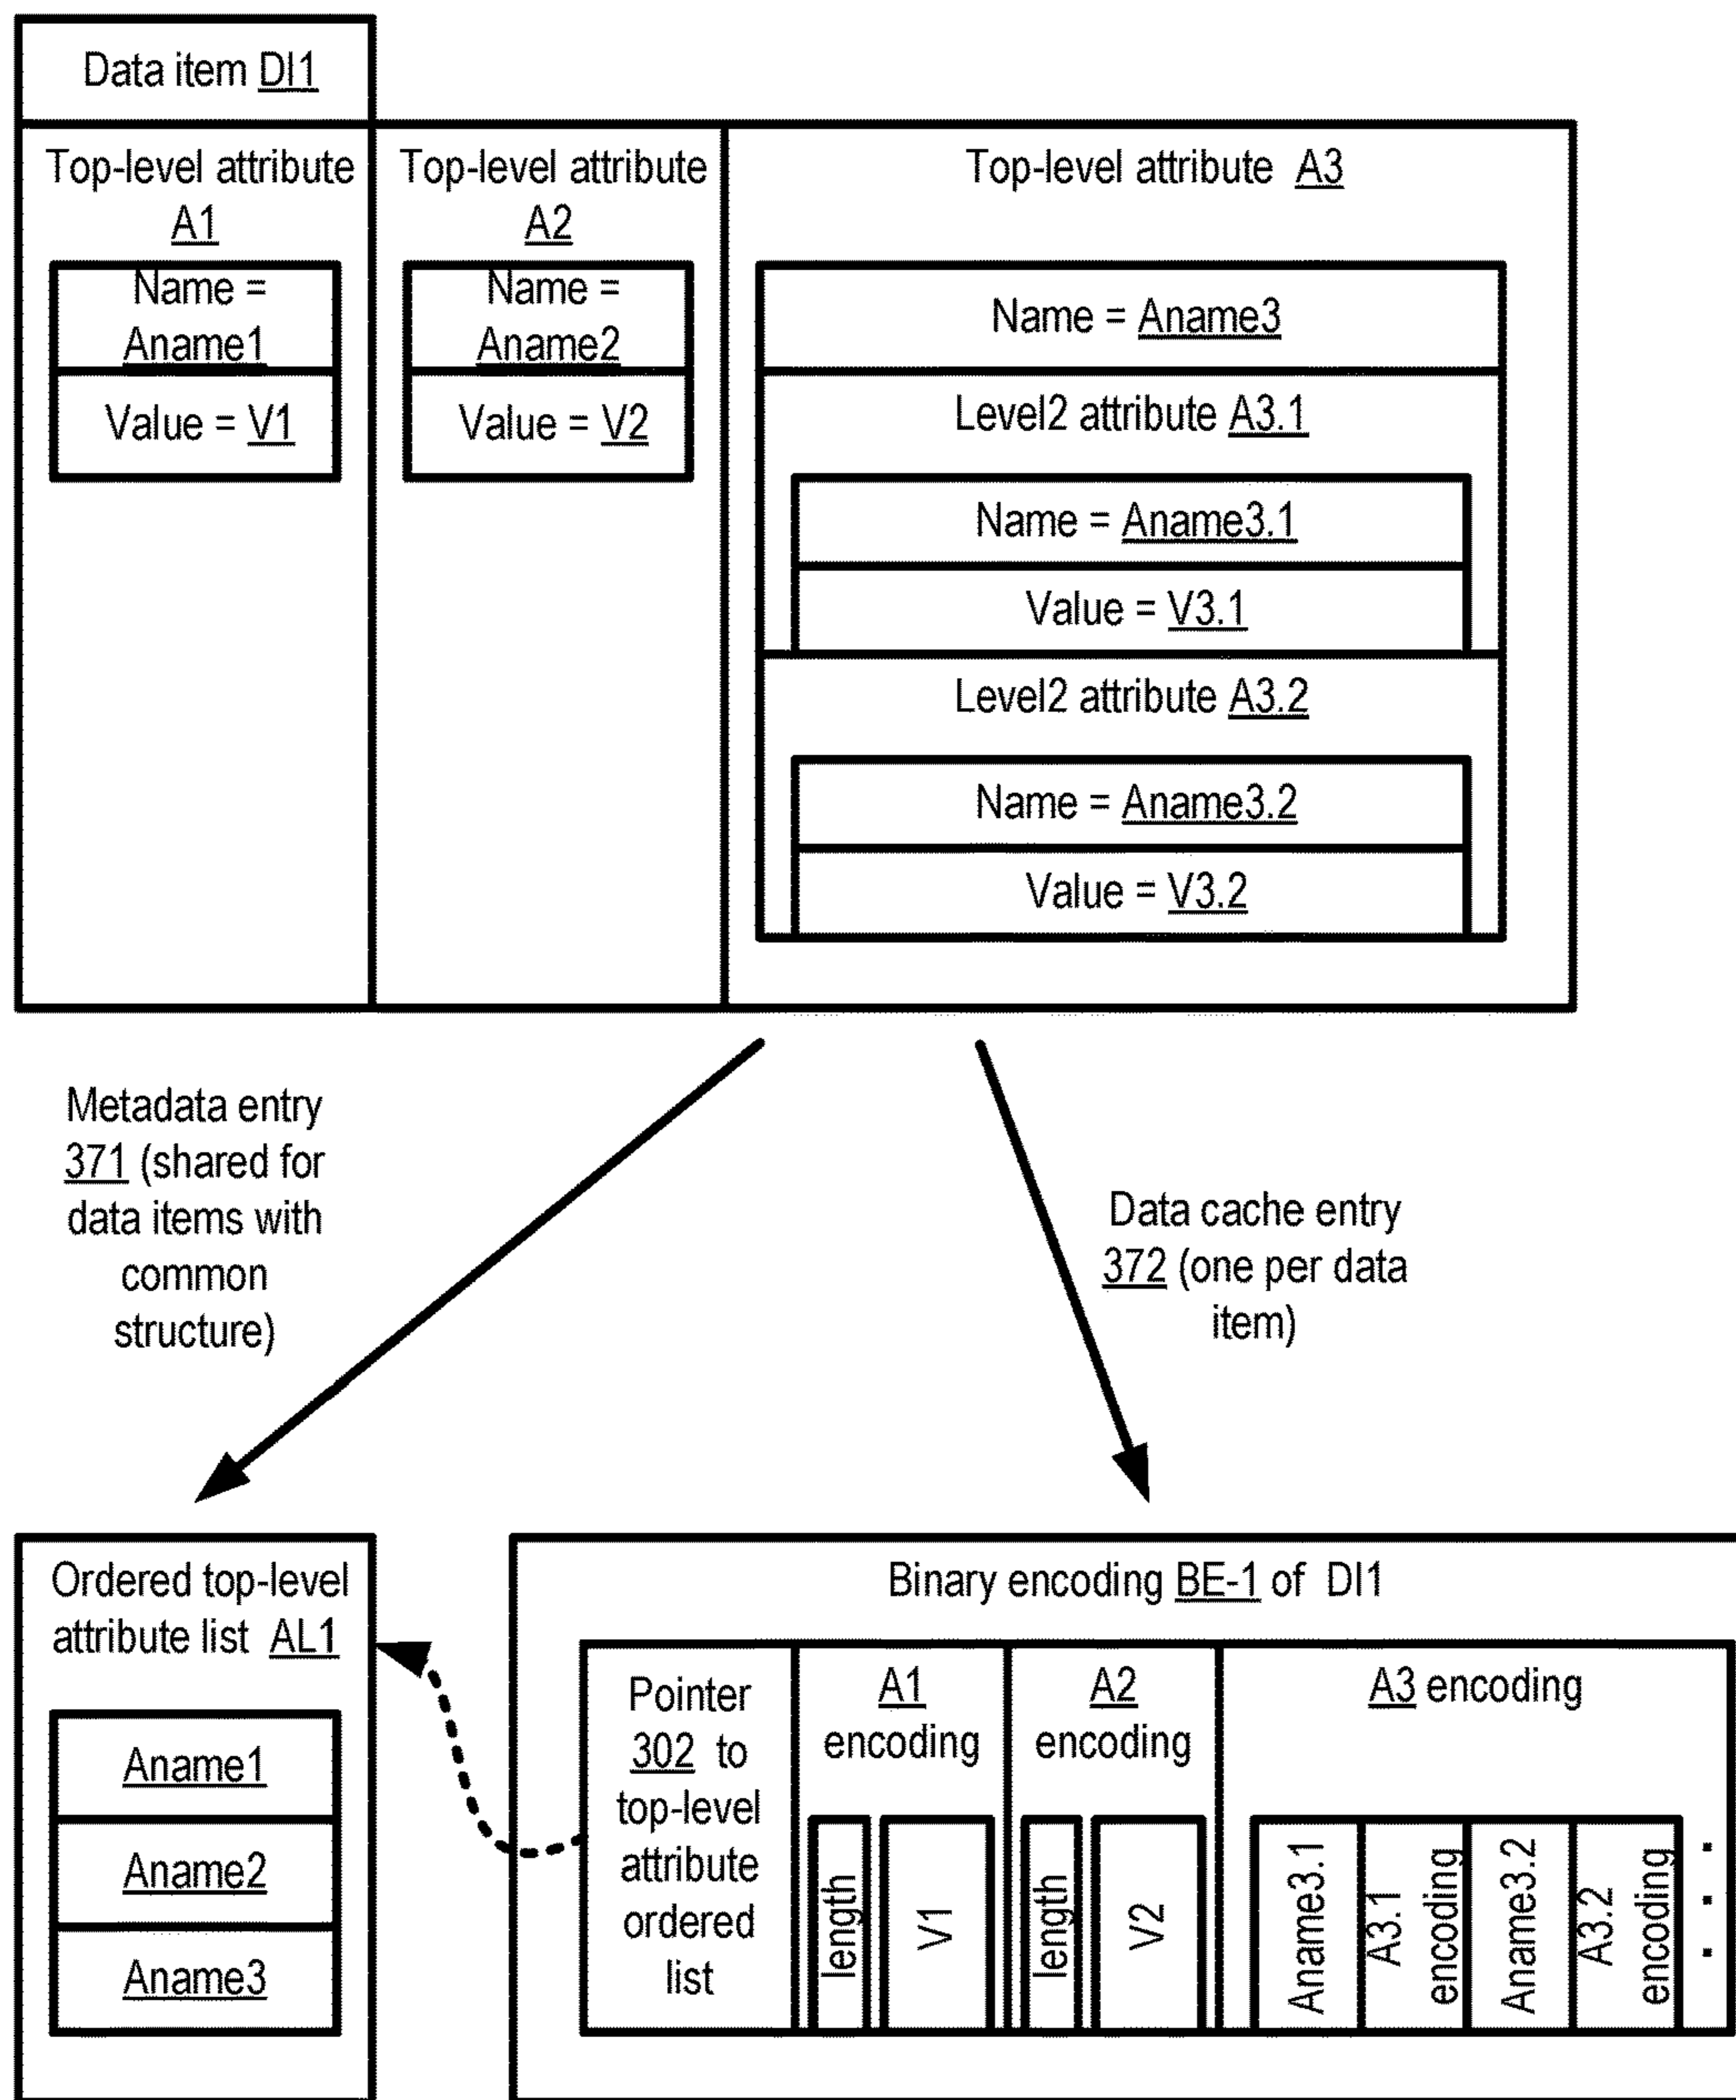 Data item DI1
Top-level attribute
A1
Name =
Aname1
Value = V1
Top-level attribute
A2
Name =
Aname2
Value = V2
Top-level attribute A3
Name = Aname3
Level2 attribute A3.1
Name = Aname3.1
Value = V3.1
Level2 attribute A3.2
Name = Aname3.2
Value = V3.2
Metadata entry
371 (shared for
data items with
common
structure)
Data cache entry
372 (one per data
item)
Ordered top-level
attribute list AL1
Aname1
Aname2
Aname3
Binary encoding BE-1 of DI1
Pointer
302 to
top-level
attribute
ordered
list
A1
encoding
length
V1
A2
encoding
length
V2
A3 encoding
Aname3.1
A3.1
encoding
Aname3.2
A3.2
encoding
. . .